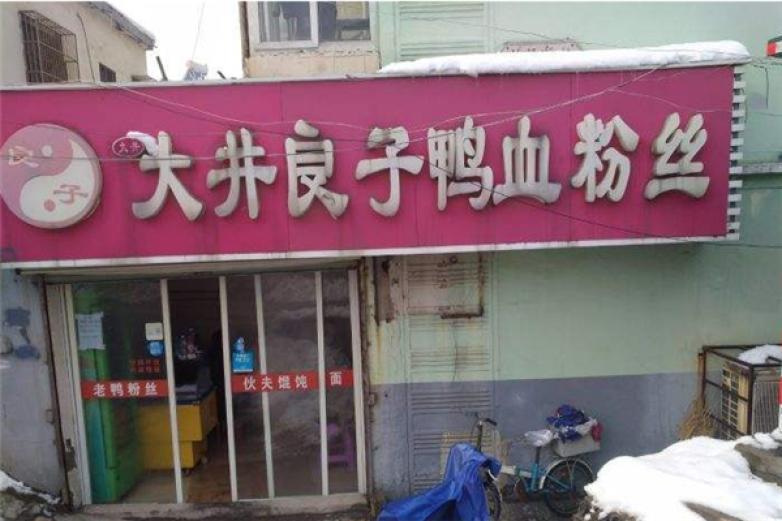 良
子
大井
大井良子鸭血粉丝
老鸭粉丝
伙夫馄饨 面